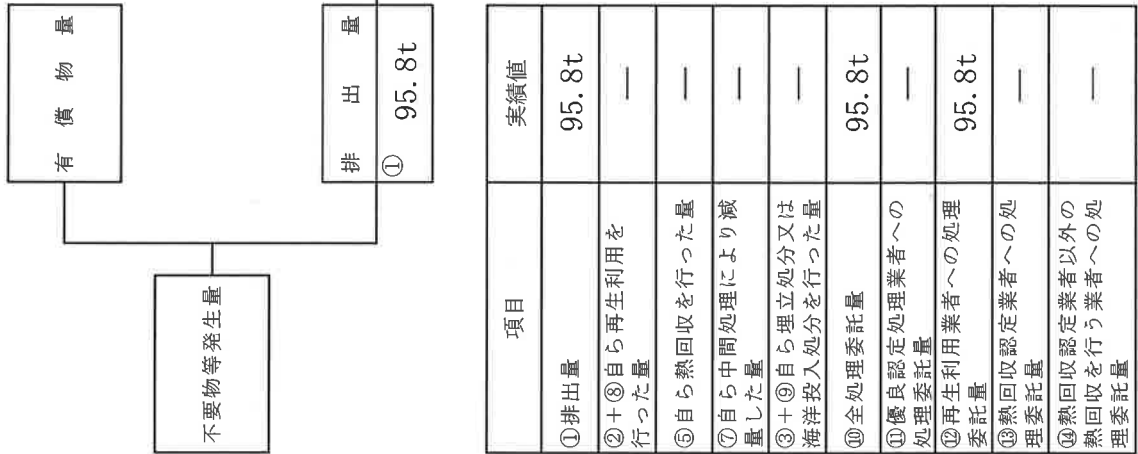 不要物等発生量
有償物量
排出量
① 95.8t
項目 実績値
①排出量 95.8t
②+⑧自ら再生利用を
行った量 —
⑤自ら熱回収を行った量 —
⑦自ら中間処理により減
量した量 —
③+⑨自ら埋立処分又は
海洋投入処分を行った量 —
⑩全処理委託量 95.8t
⑪優良認定処理業者への
処理委託量 —
⑫再生利用業者への処理
委託量 95.8t
⑬熱回収認定業者への処
理委託量 —
⑭熱回収認定業者以外の
熱回収を行う業者への処
理委託量 —